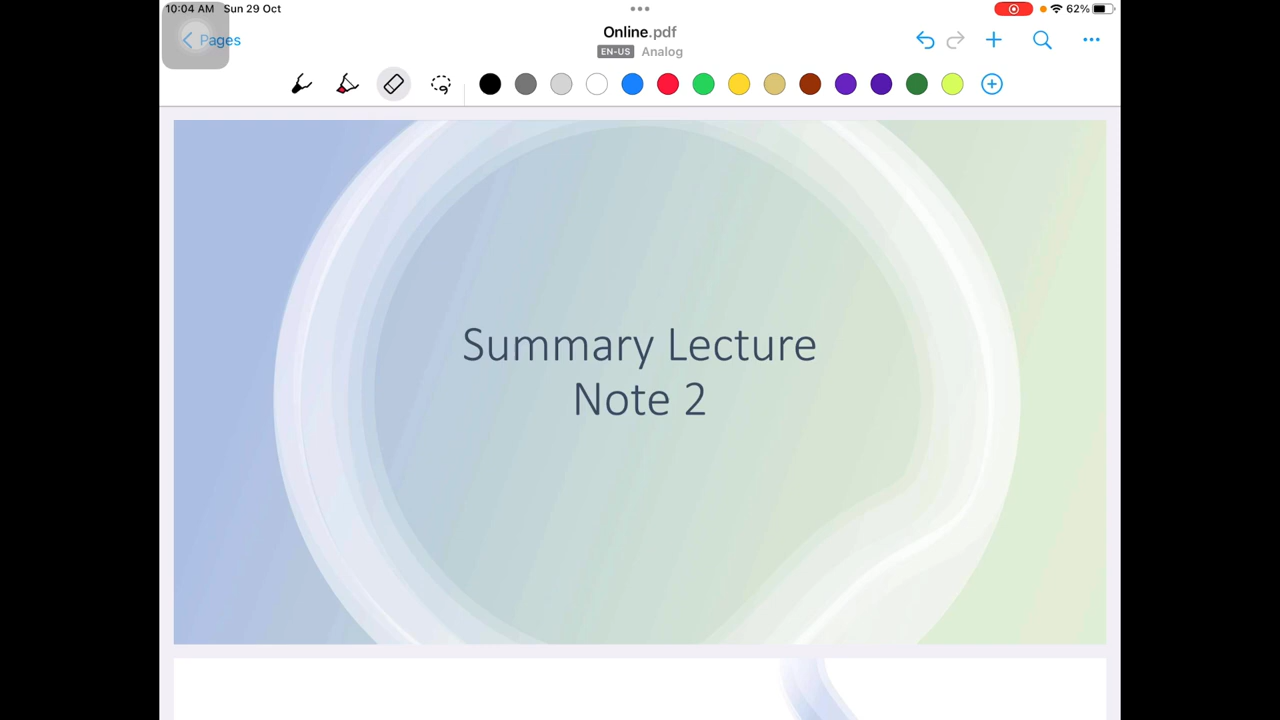 10:04 AM Sun 29 Oct
62%
Pages
Online.pdf
EN-US Analog
Summary Lecture
Note 2